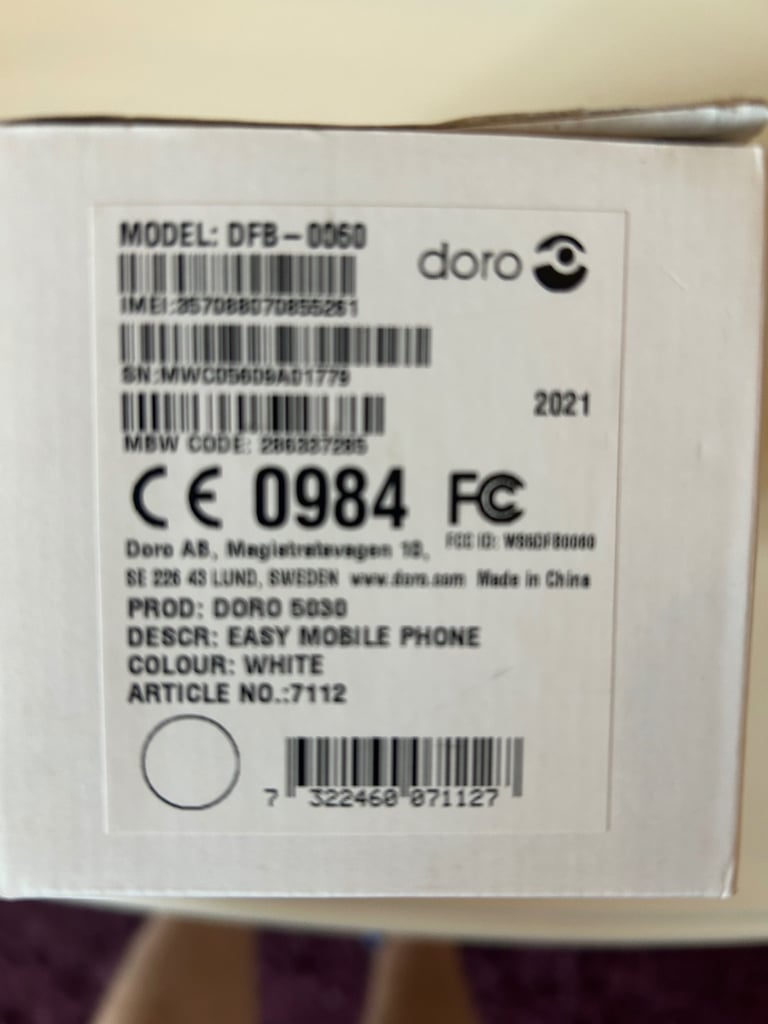 MODEL: DFB-0060
doro
IMEI:357088070855261
SN:MWC05609A01779
2021
MBW CODE: 286337285
CE 0984 FC
Doro AB, Magistratsvagen 10,
FCC ID: WS5DFB0060
SE 226 43 LUND, SWEDEN www.doro.com Made in China
PROD: DORO 5030
DESCR: EASY MOBILE PHONE
COLOUR: WHITE
ARTICLE NO.:7112
7 322460 071127